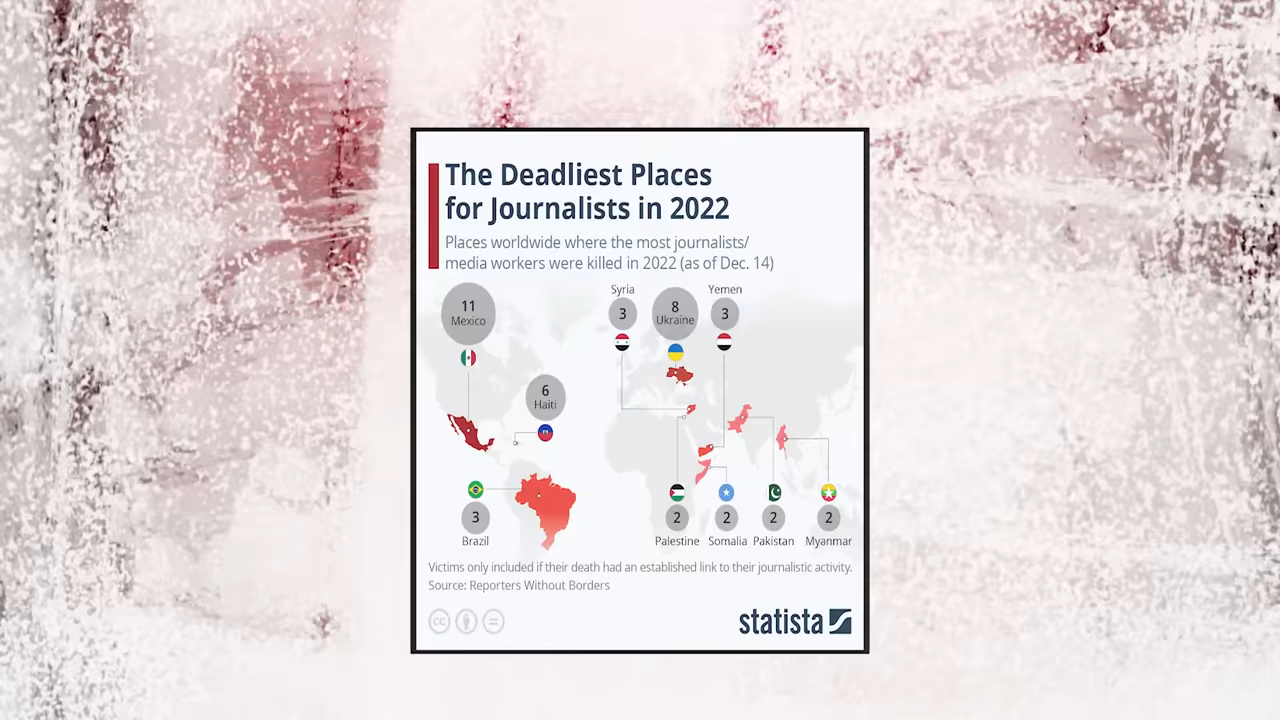 The Deadliest Places
for Journalists in 2022
Places worldwide where the most journalists/
media workers were killed in 2022 (as of Dec. 14)
11
Mexico
Syria
3
8
Ukraine
Yemen
3
6
Haiti
3
Brazil
2
Palestine
2
Somalia
2
Pakistan
2
Myanmar
Victims only included if their death had an established link to their journalistic activity.
Source: Reporters Without Borders
cc
statista